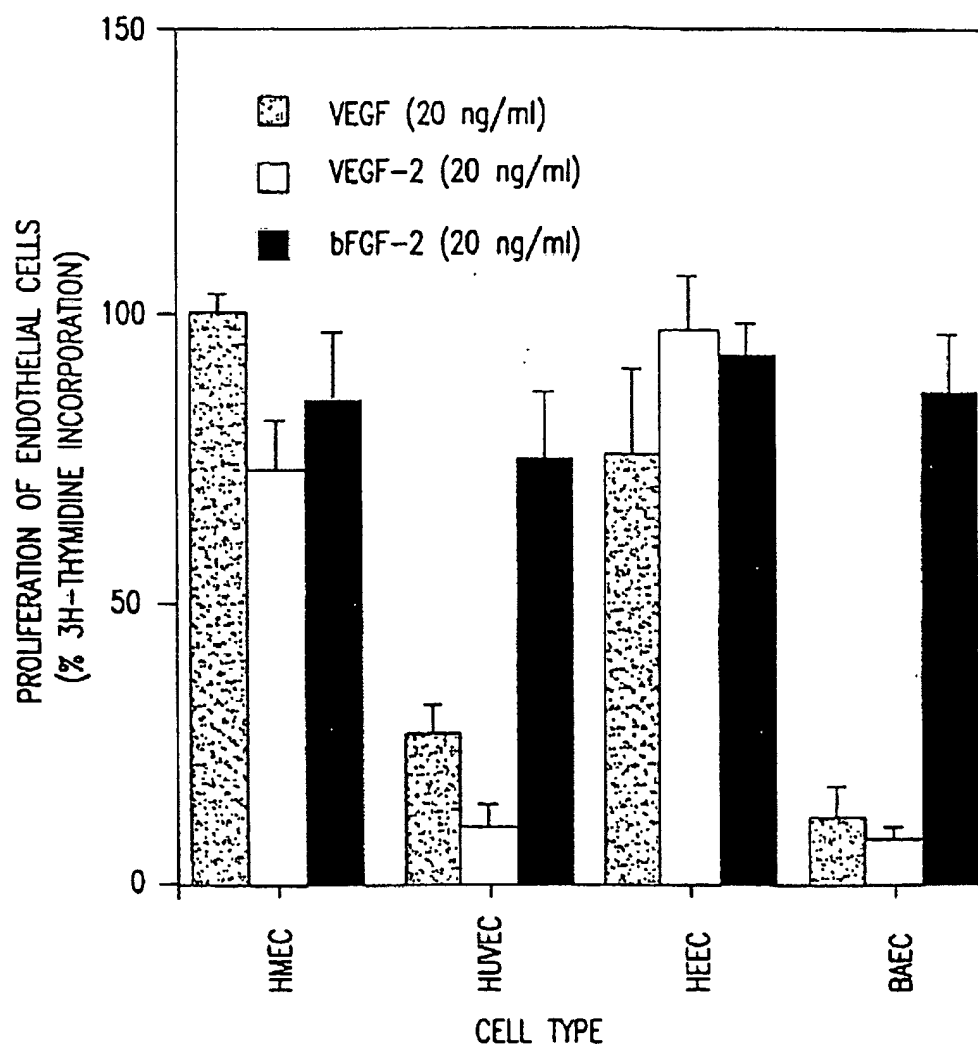 150
VEGF (20 ng/ml)
VEGF-2 (20 ng/ml)
bFGF-2 (20 ng/ml)
100
50
0
PROLIFERATION OF ENDOTHELIAL CELLS
(% 3H-THYMIDINE INCORPORATION)
HMEC
HUVEC
HEEC
BAEC
CELL TYPE